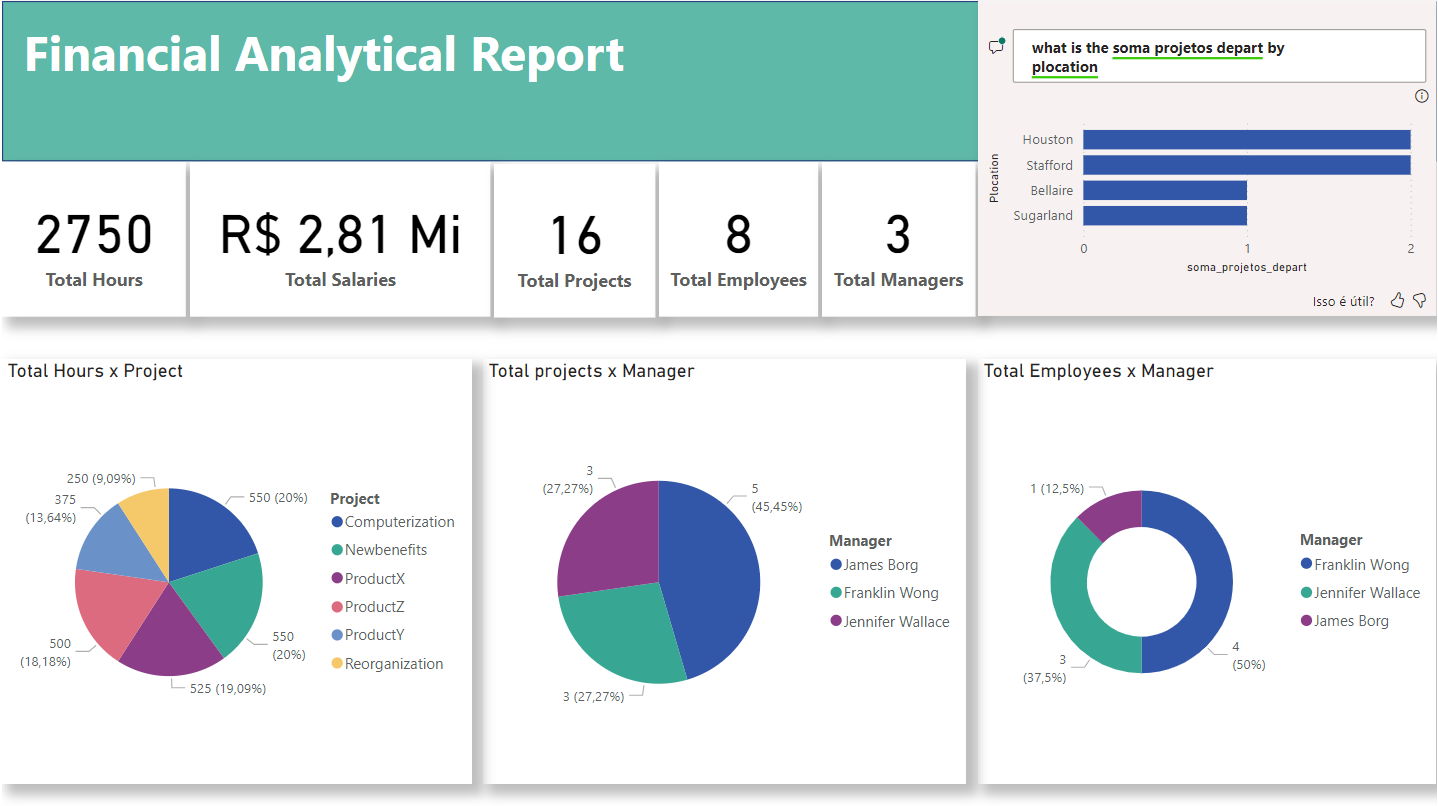 Financial Analytical Report
what is the soma projetos depart by
plocation
Plocation
Houston
Stafford
Bellaire
Sugarland
0 1 2
soma_projetos_depart
Isso é útil?
2750
Total Hours
R$ 2,81 Mi
Total Salaries
16
Total Projects
8
Total Employees
3
Total Managers
Total Hours x Project
250 (9,09%)
375
(13,64%)
500
(18,18%)
525 (19,09%)
550
(20%)
550 (20%)
Project
Computerization
Newbenefits
ProductX
ProductZ
ProductY
Reorganization
Total projects x Manager
3
(27,27%)
5
(45,45%)
3 (27,27%)
Manager
James Borg
Franklin Wong
Jennifer Wallace
Total Employees x Manager
1 (12,5%)
3
(37,5%)
4
(50%)
Manager
Franklin Wong
Jennifer Wallace
James Borg